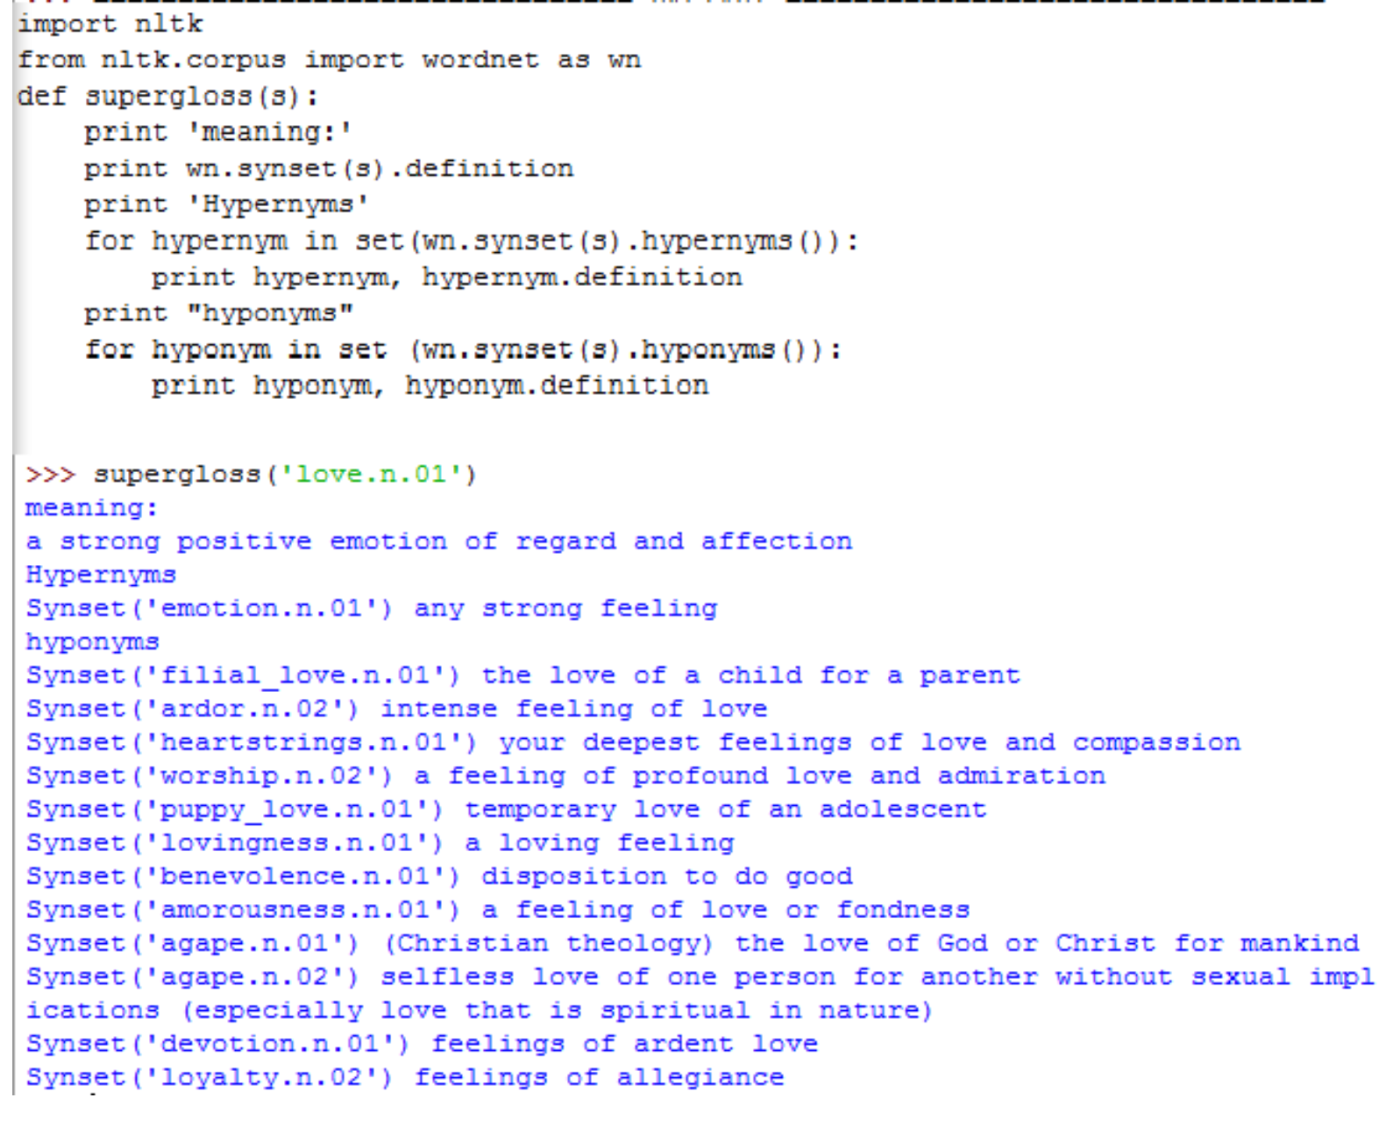 import nltk
from nltk.corpus import wordnet as wn
def supergloss(s):
    print 'meaning:'
    print wn.synset(s).definition
    print 'Hypernyms'
    for hypernym in set(wn.synset(s).hypernyms()):
        print hypernym, hypernym.definition
    print "hyponyms"
    for hyponym in set (wn.synset(s).hyponyms()):
        print hyponym, hyponym.definition
>>> supergloss('love.n.01')
meaning:
a strong positive emotion of regard and affection
Hypernyms
Synset('emotion.n.01') any strong feeling
hyponyms
Synset('filial_love.n.01') the love of a child for a parent
Synset('ardor.n.02') intense feeling of love
Synset('heartstrings.n.01') your deepest feelings of love and compassion
Synset('worship.n.02') a feeling of profound love and admiration
Synset('puppy_love.n.01') temporary love of an adolescent
Synset('lovingness.n.01') a loving feeling
Synset('benevolence.n.01') disposition to do good
Synset('amorousness.n.01') a feeling of love or fondness
Synset('agape.n.01') (Christian theology) the love of God or Christ for mankind
Synset('agape.n.02') selfless love of one person for another without sexual impl
ications (especially love that is spiritual in nature)
Synset('devotion.n.01') feelings of ardent love
Synset('loyalty.n.02') feelings of allegiance